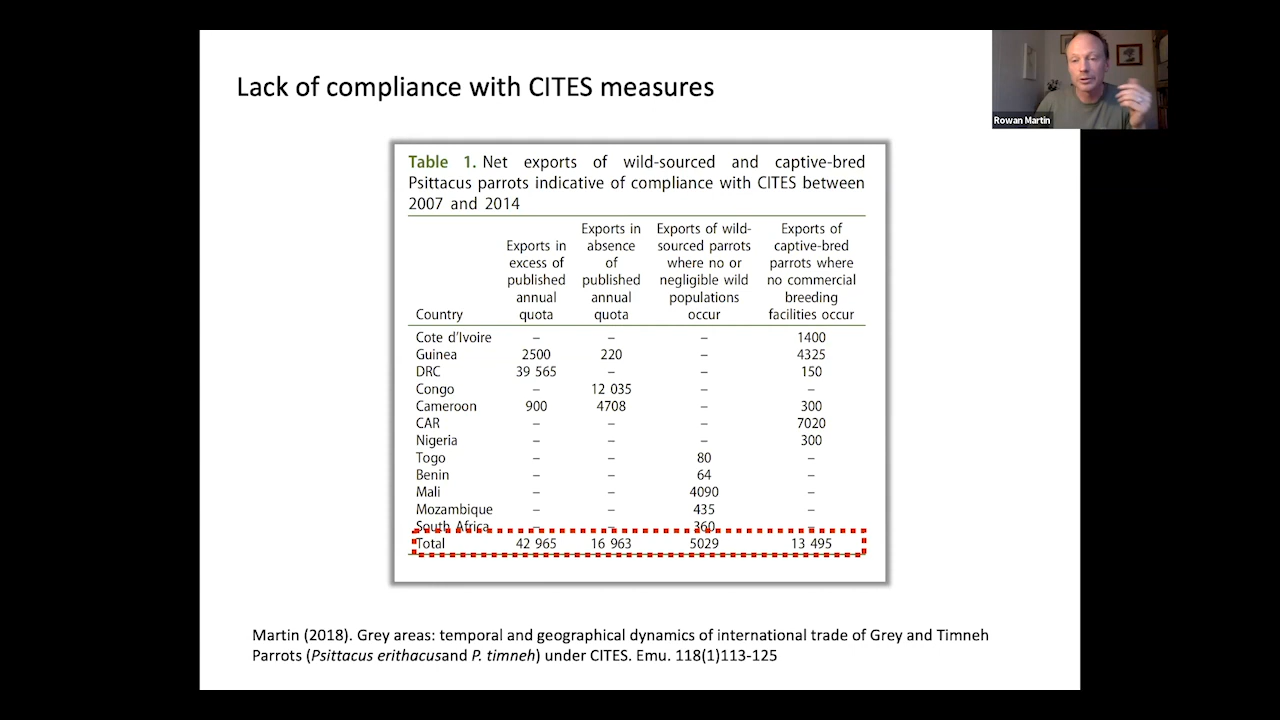 Lack of compliance with CITES measures
Rowan Martin
Table 1. Net exports of wild-sourced and captive-bred
Psittacus parrots indicative of compliance with CITES between
2007 and 2014
Country
Exports in
excess of
published
annual
quota
Exports in
absence
of
published
annual
quota
Exports of wild-
sourced parrots
where no or
negligible wild
populations
occur
Exports of
captive-bred
parrots where
no commercial
breeding
facilities occur
Cote d'Ivoire – – – 1400
Guinea 2500 220 – 4325
DRC 39 565 – – 150
Congo – 12 035 – –
Cameroon 900 4708 – 300
CAR – – – 7020
Nigeria – – – 300
Togo – – 80 –
Benin – – 64 –
Mali – – 4090 –
Mozambique – – 435 –
South Africa – – 360 –
Total 42 965 16 963 5029 13 495
Martin (2018). Grey areas: temporal and geographical dynamics of international trade of Grey and Timneh
Parrots (Psittacus erithacusand P. timneh) under CITES. Emu. 118(1)113-125